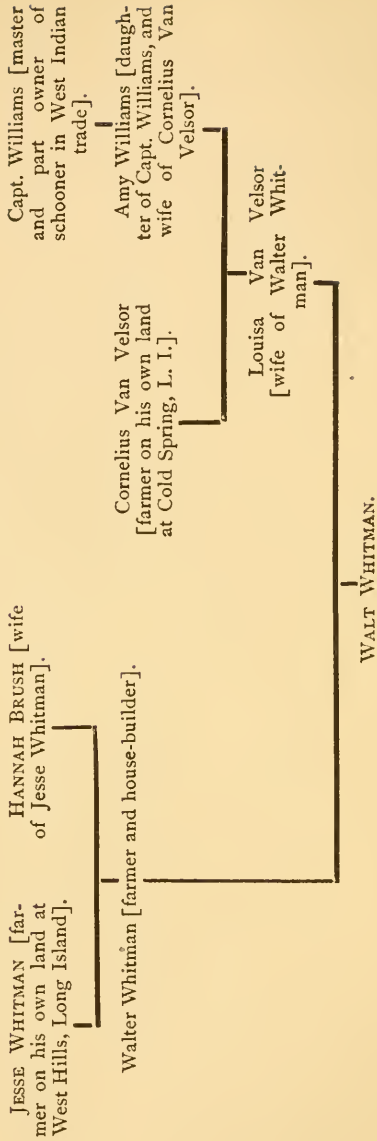 JESSE WHITMAN [far-
mer on his own land at
West Hills, Long Island].
HANNAH BRUSH [wife
of Jesse Whitman].
Walter Whitman [farmer and house-builder].
Capt. Williams [master
and part owner of
schooner in West Indian
trade].
Amy Williams [daugh-
ter of Capt. Williams, and
wife of Cornelius Van
Velsor].
Cornelius Van Velsor
[farmer on his own land
at Cold Spring, L. I.].
Louisa Van Velsor Whit-
[wife of Walter Whit-
man].
WALT WHITMAN.